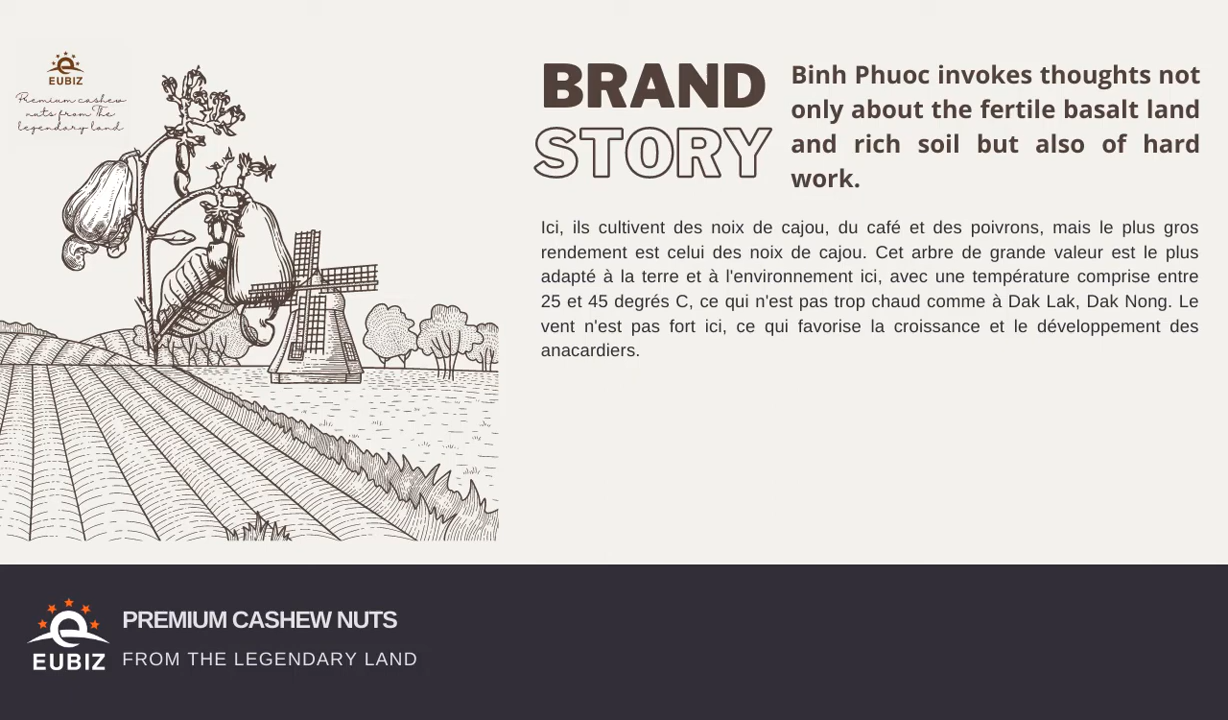 EUBIZ
Premium cashew
nuts from the
legendary land
BRAND
STORY
Binh Phuoc invokes thoughts not
only about the fertile basalt land
and rich soil but also of hard
work.
Ici, ils cultivent des noix de cajou, du café et des poivrons, mais le plus gros
rendement est celui des noix de cajou. Cet arbre de grande valeur est le plus
adapté à la terre et à l'environnement ici, avec une température comprise entre
25 et 45 degrés C, ce qui n'est pas trop chaud comme à Dak Lak, Dak Nong. Le
vent n'est pas fort ici, ce qui favorise la croissance et le développement des
anacardiers.
EUBIZ
PREMIUM CASHEW NUTS
FROM THE LEGENDARY LAND